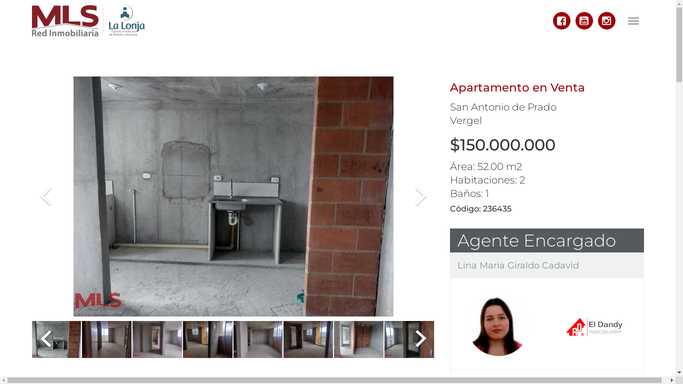 MLS
Red Inmobiliaria
La Lonja
Apartamento en Venta
San Antonio de Prado
Vergel
$150.000.000
Área: 52.00 m2
Habitaciones: 2
Baños: 1
Código: 236435
Agente Encargado
Lina Maria Giraldo Cadavid
El Dandy
MLS